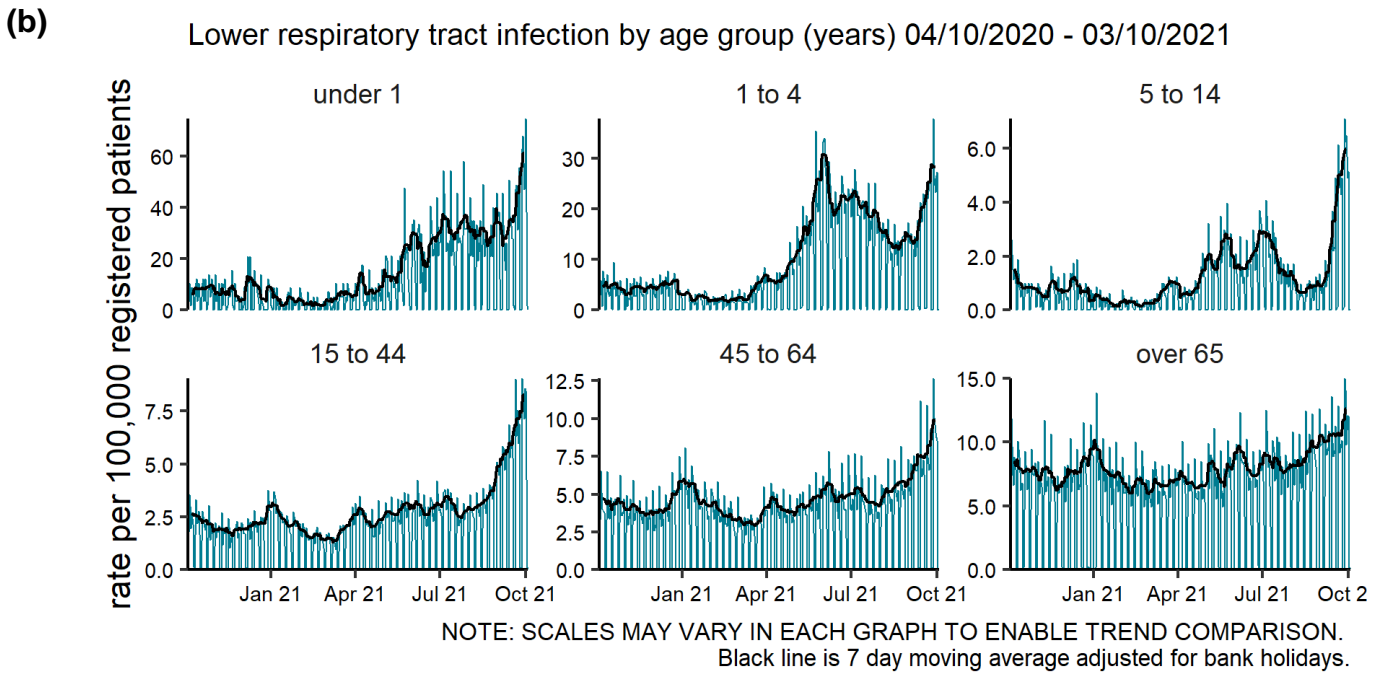 (b)
Lower respiratory tract infection by age group (years) 04/10/2020 - 03/10/2021
rate per 100,000 registered patients
under 1
60
40
20
0
1 to 4
30
20
10
0
5 to 14
6.0
4.0
2.0
0.0
15 to 44
7.5
5.0
2.5
0.0
Jan 21 Apr 21 Jul 21 Oct 21
45 to 64
12.5
10.0
7.5
5.0
2.5
0.0
Jan 21 Apr 21 Jul 21 Oct 21
over 65
15.0
10.0
5.0
0.0
Jan 21 Apr 21 Jul 21 Oct 2
NOTE: SCALES MAY VARY IN EACH GRAPH TO ENABLE TREND COMPARISON.
Black line is 7 day moving average adjusted for bank holidays.